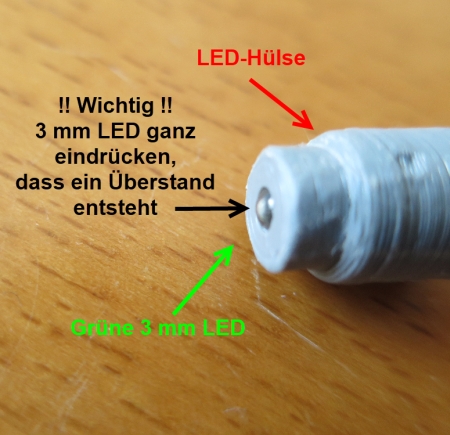 LED-Hülse
!! Wichtig !!
3 mm LED ganz
eindrücken,
dass ein Überstand
entsteht
Grüne 3 mm LED